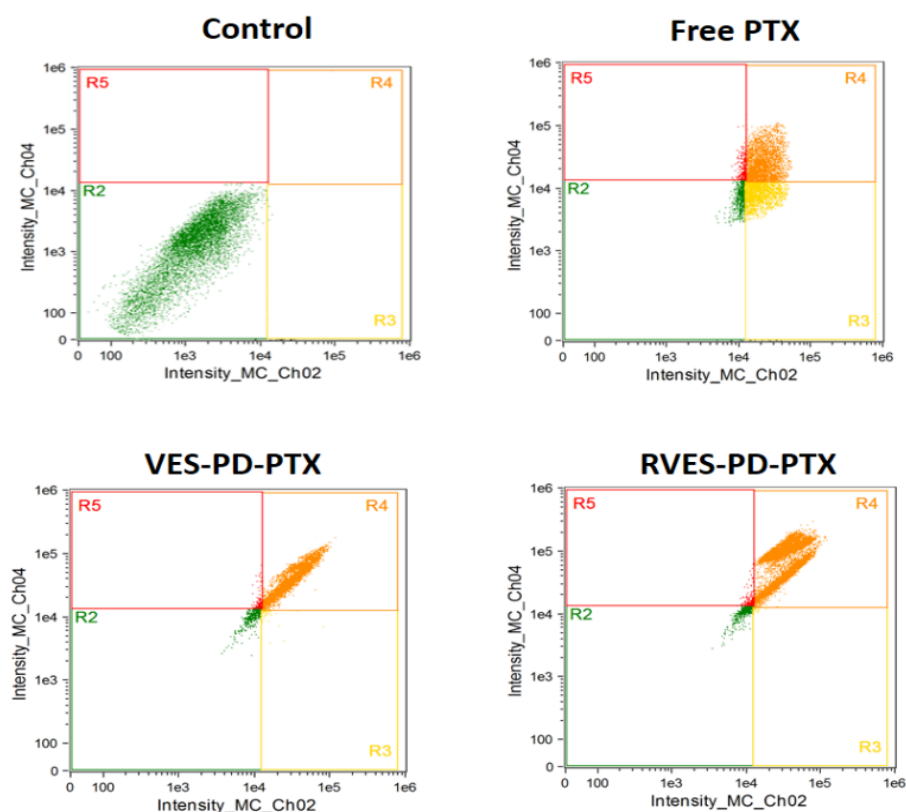 Control
1e6
R5
R4
1e5
1e4
R2
1e3
100
R3
0
0
100
1e3
1e4
1e5
1e6
Intensity_MC_Ch04
Intensity_MC_Ch02
Free PTX
1e6
R5
R4
1e5
1e4
R2
1e3
100
R3
0
0
100
1e3
1e4
1e5
1e6
Intensity_MC_Ch04
Intensity_MC_Ch02
VES-PD-PTX
1e6
R5
R4
1e5
1e4
R2
1e3
100
R3
0
0
100
1e3
1e4
1e5
1e6
Intensity_MC_Ch04
Intensity_MC_Ch02
RVES-PD-PTX
1e6
R5
R4
1e5
1e4
R2
1e3
100
R3
0
0
100
1e3
1e4
1e5
1e6
Intensity_MC_Ch04
Intensity_MC_Ch02